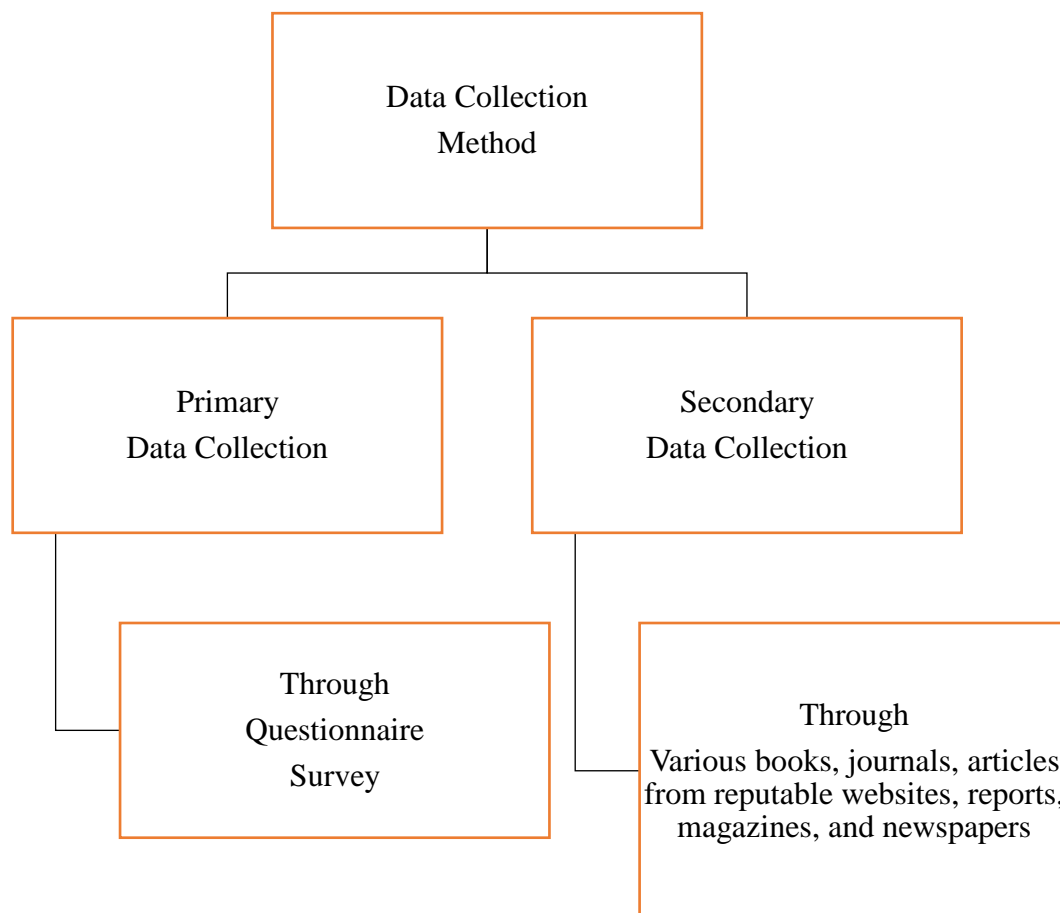 Data Collection
Method
Primary
Data Collection
Secondary
Data Collection
Through
Questionnaire
Survey
Through
Various books, journals, articles
from reputable websites, reports,
magazines, and newspapers